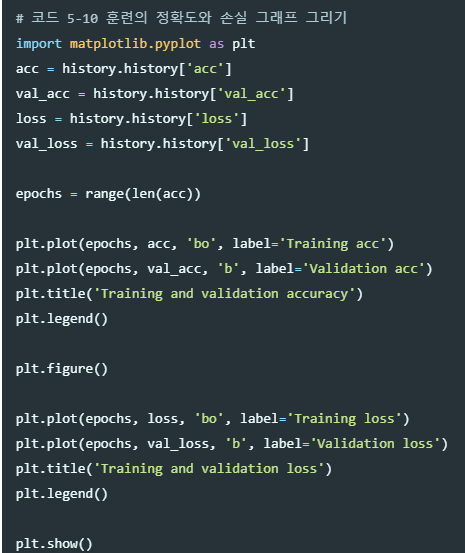 # 코드 5-10 훈련의 정확도와 손실 그래프 그리기
import matplotlib.pyplot as plt
acc = history.history['acc']
val_acc = history.history['val_acc']
loss = history.history['loss']
val_loss = history.history['val_loss']
epochs = range(len(acc))
plt.plot(epochs, acc, 'bo', label='Training acc')
plt.plot(epochs, val_acc, 'b', label='Validation acc')
plt.title('Training and validation accuracy')
plt.legend()
plt.figure()
plt.plot(epochs, loss, 'bo', label='Training loss')
plt.plot(epochs, val_loss, 'b', label='Validation loss')
plt.title('Training and validation loss')
plt.legend()
plt.show()